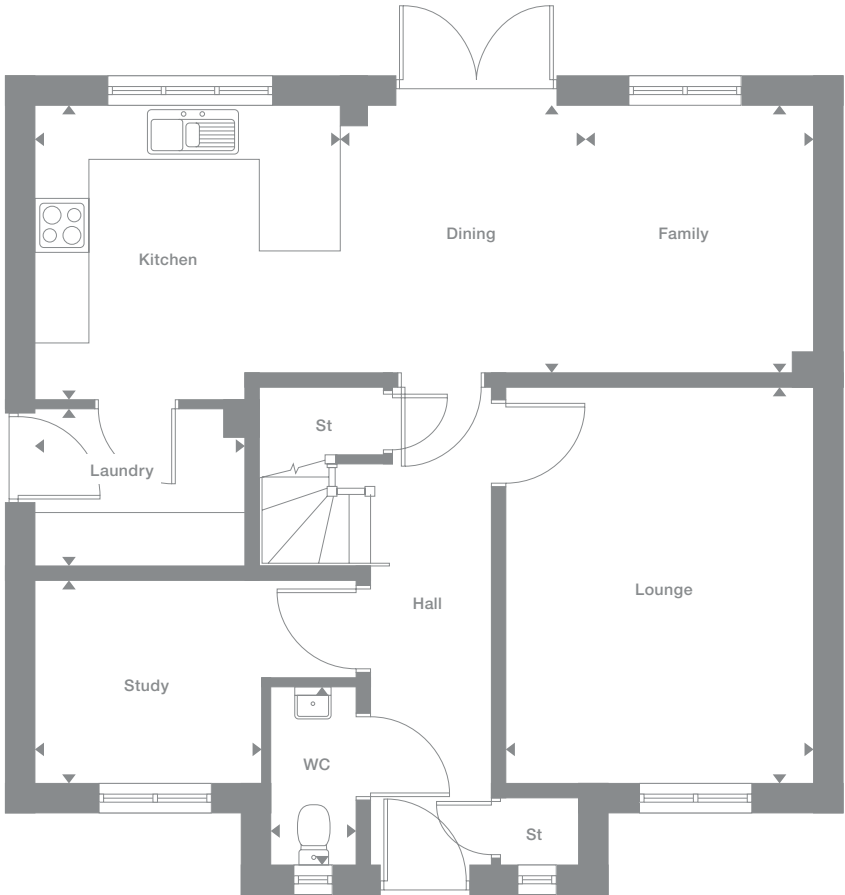 Dining
Family
Kitchen
St
Laundry
Lounge
Hall
Study
WC
St